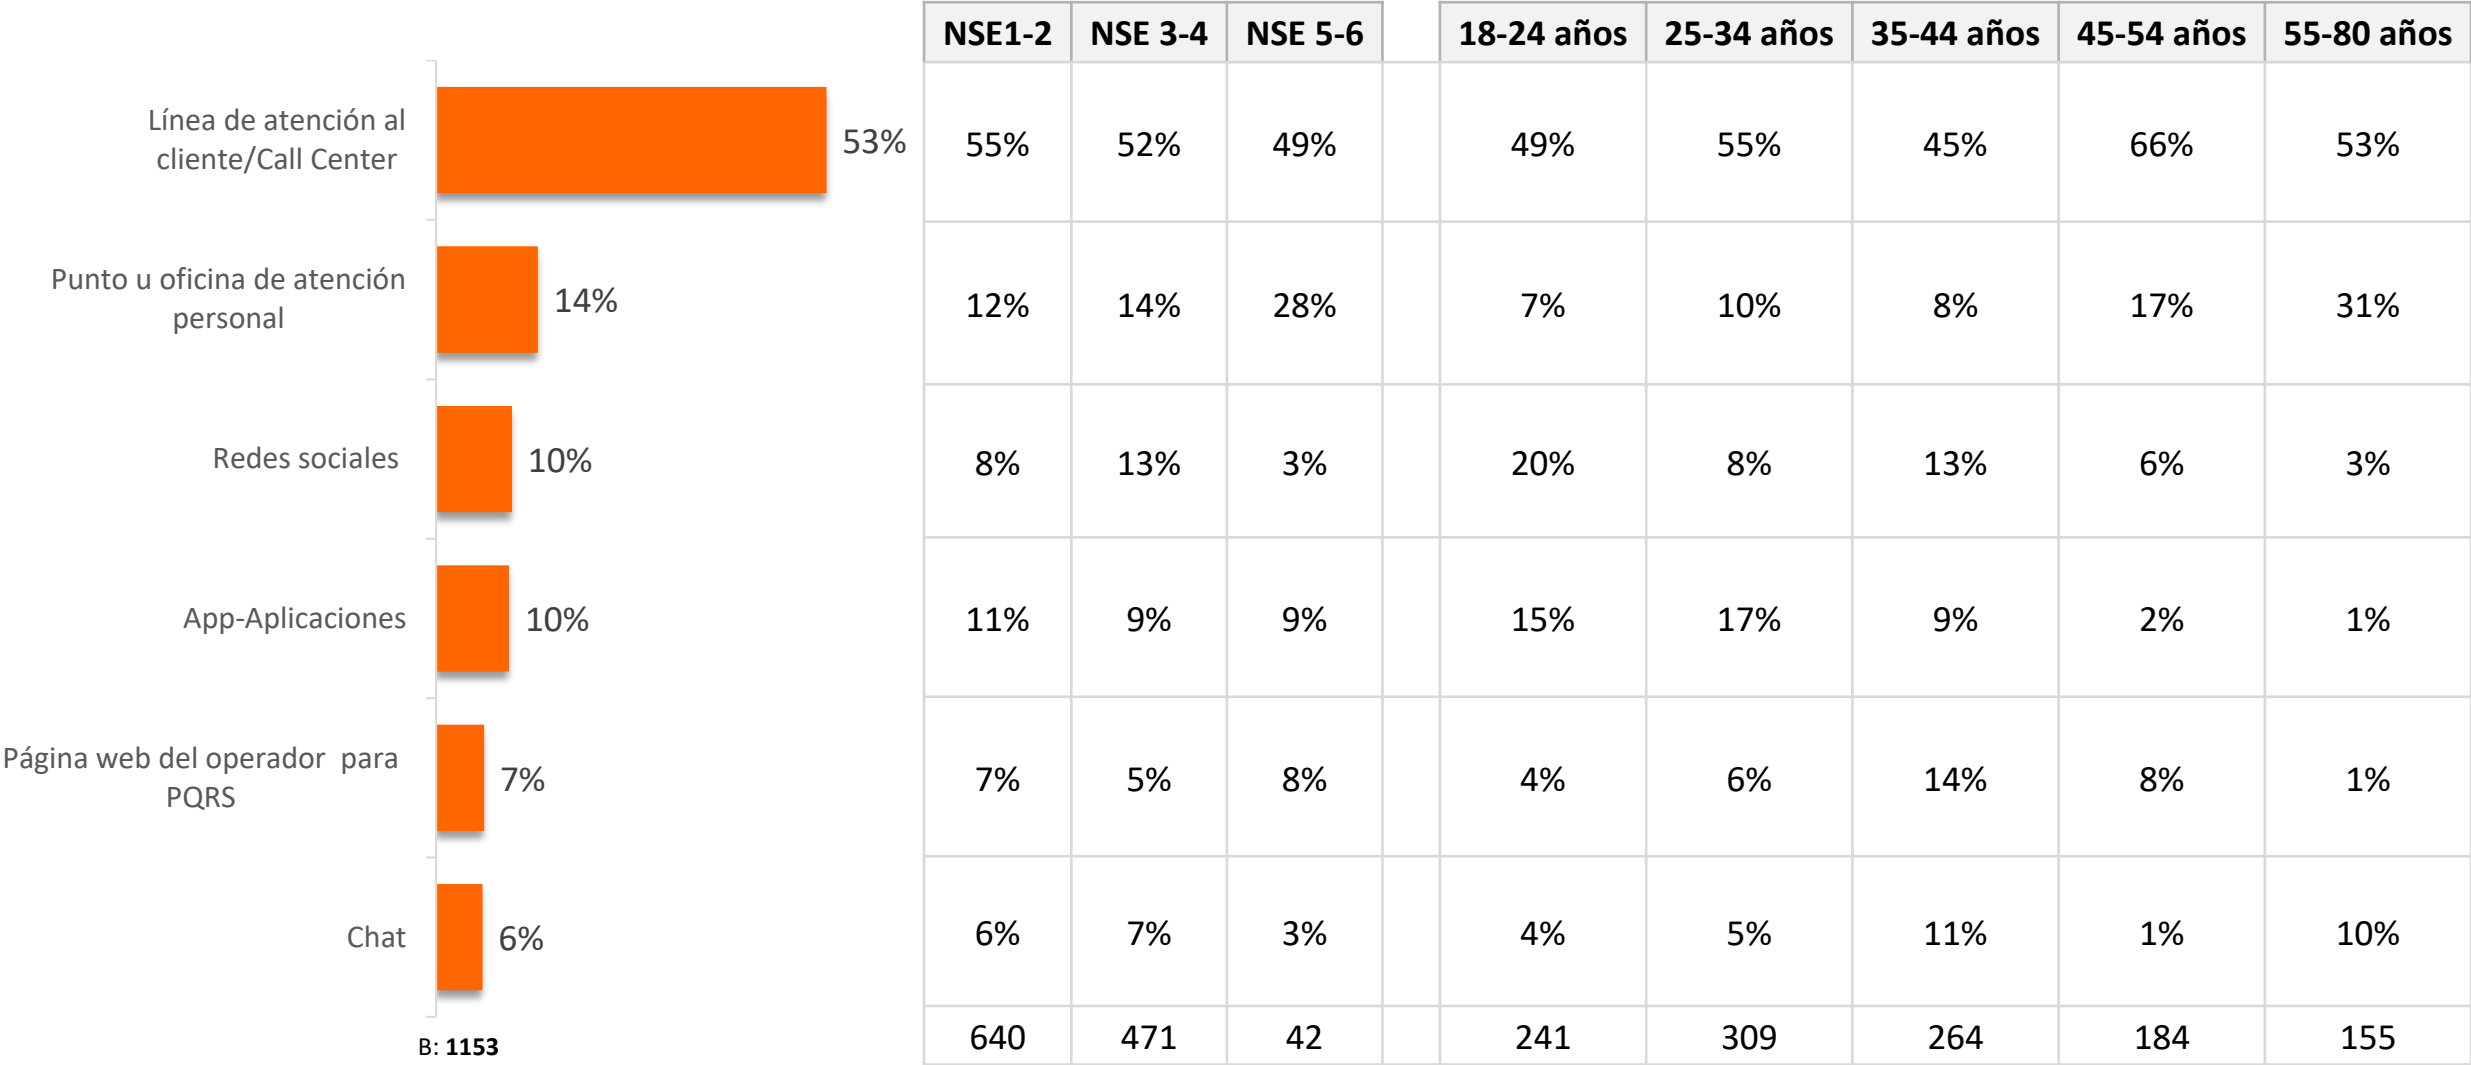 NSE1-2 NSE 3-4 NSE 5-6 18-24 años 25-34 años 35-44 años 45-54 años 55-80 años
Línea de atención al
cliente/Call Center
53% 55% 52% 49% 49% 55% 45% 66% 53%
Punto u oficina de atención
personal
14% 12% 14% 28% 7% 10% 8% 17% 31%
Redes sociales 10% 8% 13% 3% 20% 8% 13% 6% 3%
App-Aplicaciones 10% 11% 9% 9% 15% 17% 9% 2% 1%
Página web del operador para
PQRS
7% 7% 5% 8% 4% 6% 14% 8% 1%
Chat 6% 6% 7% 3% 4% 5% 11% 1% 10%
B: 1153 640 471 42 241 309 264 184 155